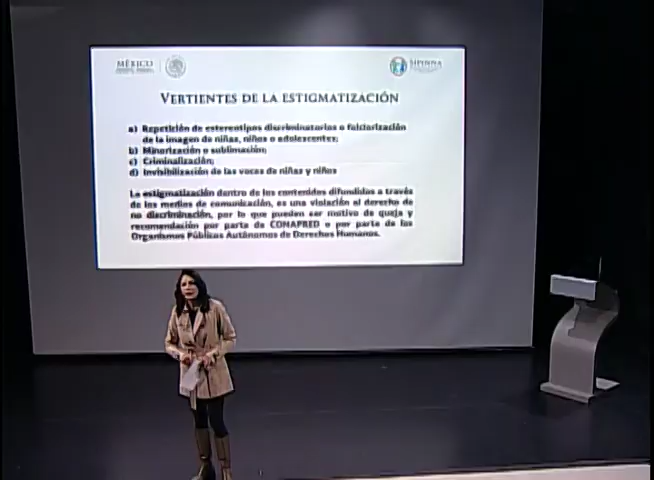 MÉXICO
SIPINNA
VERTIENTES DE LA ESTIGMATIZACIÓN
a) Repetición de estereotipos discriminatorios o falciorización
de la imagen de niñas, niños o adolescentes;
b) Minorización o sublimación;
c) Criminalización;
d) Invisibilización de las voces de niñas y niños
La estigmatización dentro de los contenidos difundidos a través
de los medios de comunicación, es una violación al derecho de
no discriminación, por lo que pueden ser motivo de queja y
recomendación por parte de CONAPRED o por parte de los
Organismos Públicos Autónomos de Derechos Humanos.